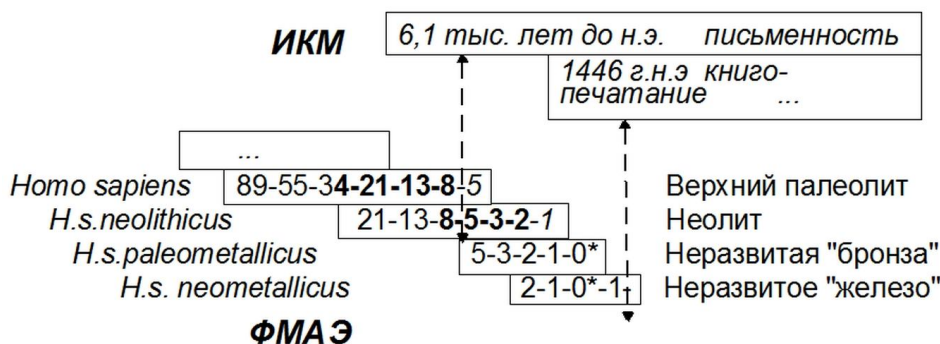 ИКМ
6,1 тыс. лет до н.э. письменность
1446 г.н.э книго-
печатание ...
...
Homo sapiens 89-55-34-21-13-8-5 Верхний палеолит
H.s.neolithicus 21-13-8-5-3-2-1 Неолит
H.s.paleometallicus 5-3-2-1-0* Неразвитая "бронза"
H.s. neometallicus 2-1-0*-1- Неразвитое "железо"
ФМАЭ